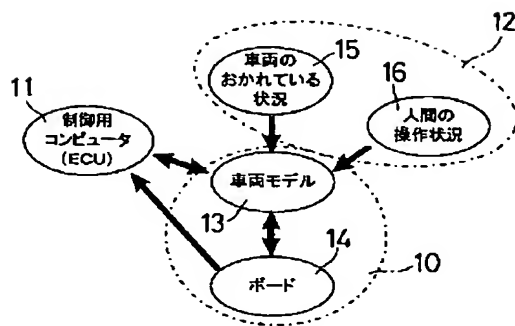 12
15
車両の
おかれている
状況
11
16
制御用
コンピュータ
(ECU)
人間の
操作状況
車両モデル
13
14
10
ボード